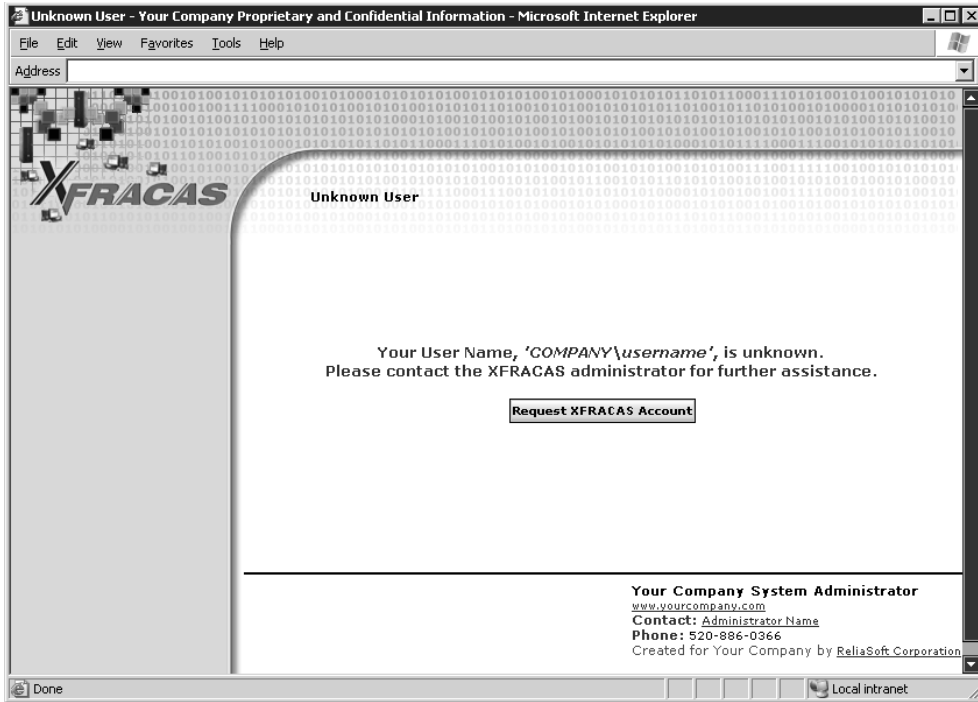 Unknown User - Your Company Proprietary and Confidential Information - Microsoft Internet Explorer
File Edit View Favorites Tools Help
Address
XFRACAS
Unknown User
Your User Name, 'COMPANY\username', is unknown.
Please contact the XFRACAS administrator for further assistance.
Request XFRACAS Account
Your Company System Administrator
www.yourcompany.com
Contact: Administrator Name
Phone: 520-886-0366
Created for Your Company by ReliaSoft Corporation
Done
Local intranet